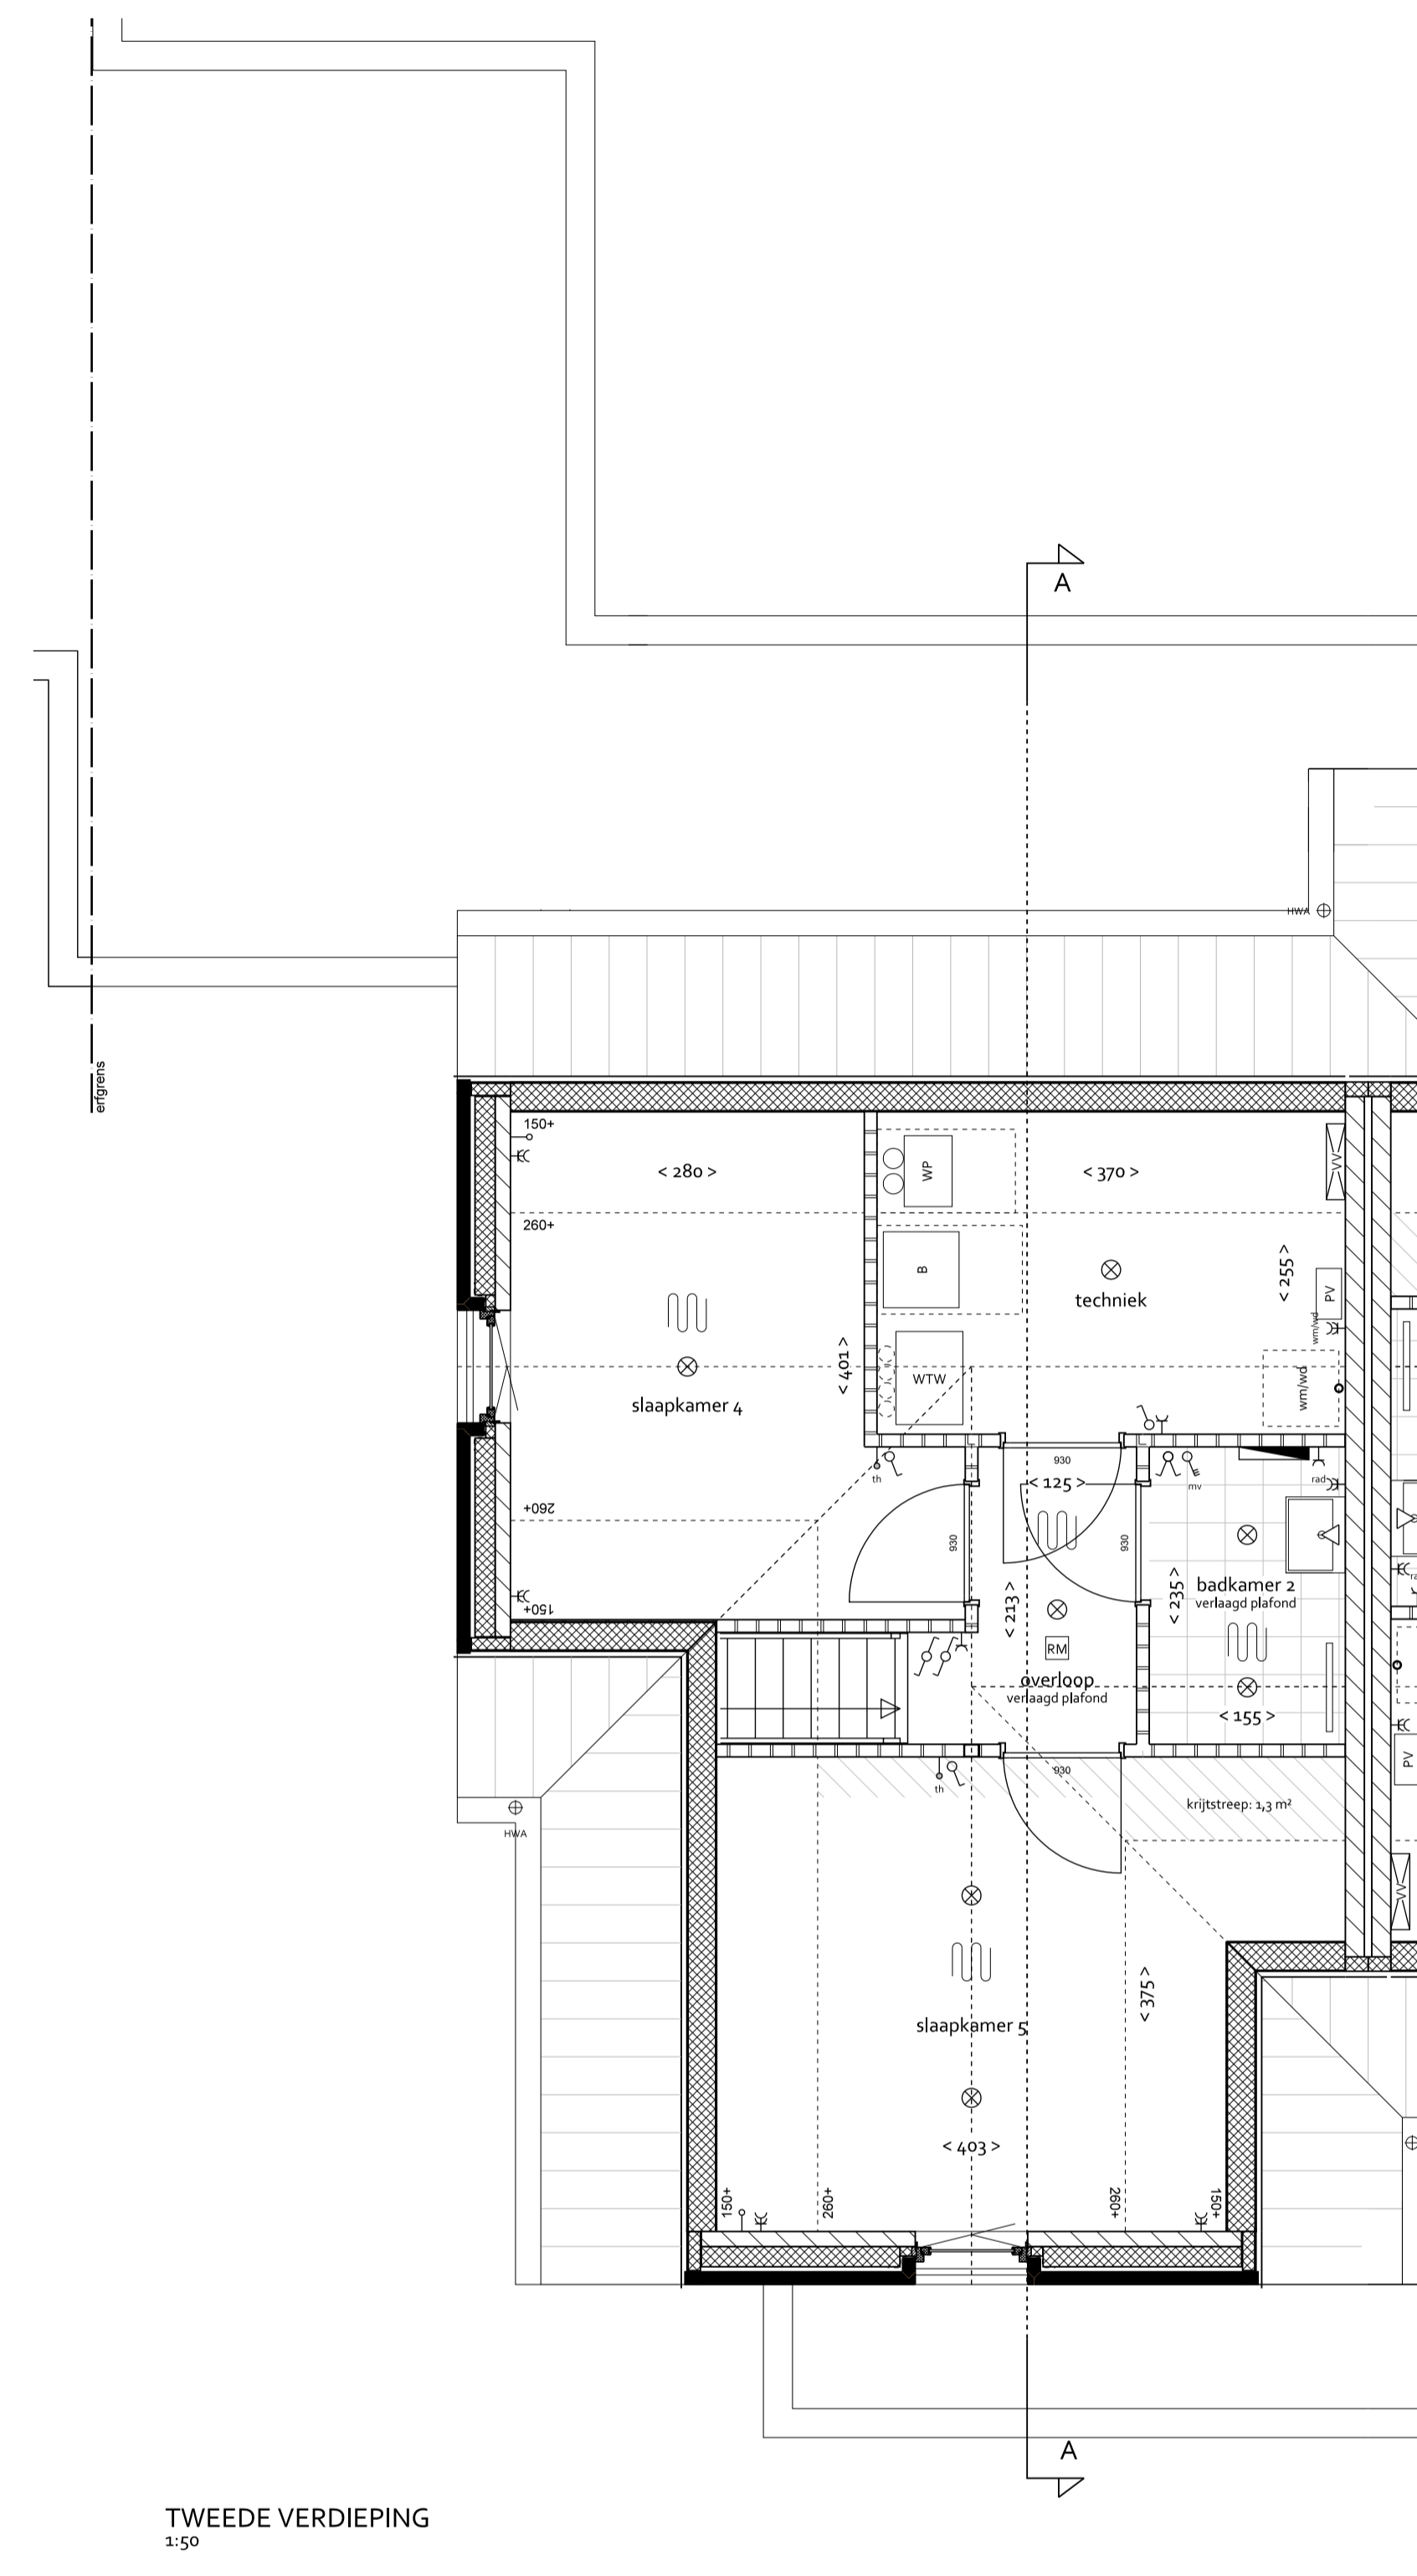 A
HWA
erfgrens
150+
< 280 >
WP
< 370 >
VV
260+
B
< 255 >
techniek
PV
wm/wd
< 401 >
WTW
wm/wd
slaapkamer 4
th
930
mv
rad
< 125 >
260+
930
930
150+
< 213 >
< 235 >
badkamer 2
verlaagd plafond
RM
overloop
verlaagd plafond
< 155 >
PV
th
930
krijtstreep: 1,3 m²
HWA
VV
< 375 >
slaapkamer 5
< 403 >
150+
260+
260+
150+
A
TWEEDE VERDIEPING
1:50